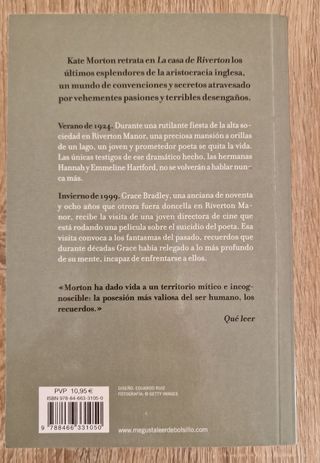 Kate Morton retrata en La casa de Riverton los
últimos esplendores de la aristocracia inglesa,
un mundo de convenciones y secretos atravesado
por vehementes pasiones y terribles desengaños.
Verano de 1924. Durante una rutilante fiesta de la alta so-
ciedad en Riverton Manor, una preciosa mansión a orillas
de un lago, un joven y prometedor poeta se quita la vida.
Las únicas testigos de ese dramático hecho, las hermanas
Hannah y Emmeline Hartford, no se volverán a hablar nun-
ca más.
Invierno de 1999. Grace Bradley, una anciana de noventa
y ocho años que otrora fuera doncella en Riverton Ma-
nor, recibe la visita de una joven directora de cine que
está rodando una película sobre el suicidio del poeta. Esa
visita convoca a los fantasmas del pasado, recuerdos que
durante décadas Grace había relegado a lo más profundo
de su mente, incapaz de enfrentarse a ellos.
«Morton ha dado vida a un territorio mítico e incog-
noscible: la posesión más valiosa del ser humano, los
recuerdos.»
Qué leer
PVP 10,95 €
ISBN 978-84-663-3105-0
9 788466 331050
DISEÑO: EDUARDO RUIZ
FOTOGRAFÍA: © GETTY IMAGES
www.megustaleerdebolsillo.com